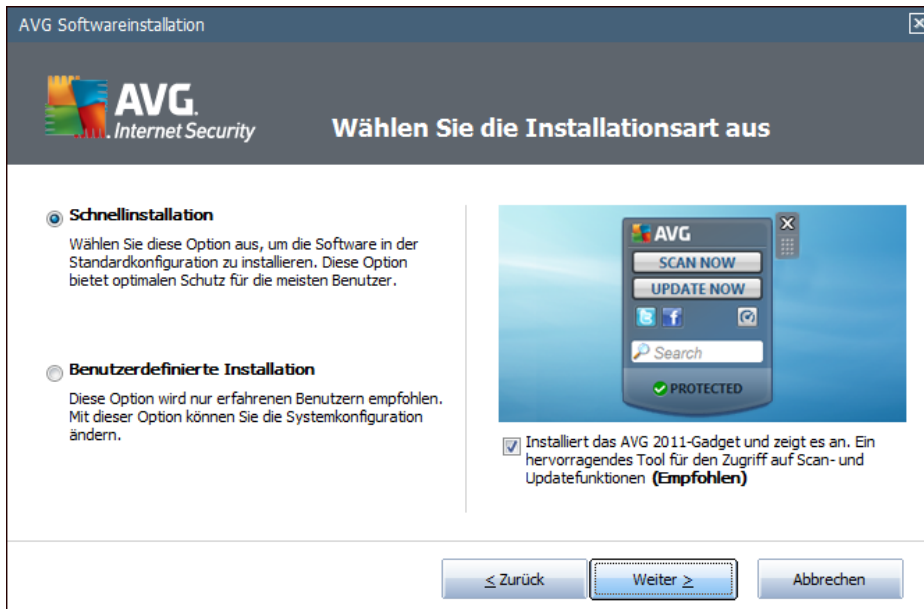 AVG Softwareinstallation
AVG.
Internet Security
Wählen Sie die Installationsart aus
Schnellinstallation
Wählen Sie diese Option aus, um die Software in der
Standardkonfiguration zu installieren. Diese Option
bietet optimalen Schutz für die meisten Benutzer.
Benutzerdefinierte Installation
Diese Option wird nur erfahrenen Benutzern empfohlen.
Mit dieser Option können Sie die Systemkonfiguration
ändern.
AVG
SCAN NOW
UPDATE NOW
Search
PROTECTED
Installiert das AVG 2011-Gadget und zeigt es an. Ein
hervorragendes Tool für den Zugriff auf Scan- und
Updatefunktionen (Empfohlen)
< Zurück
Weiter >
Abbrechen